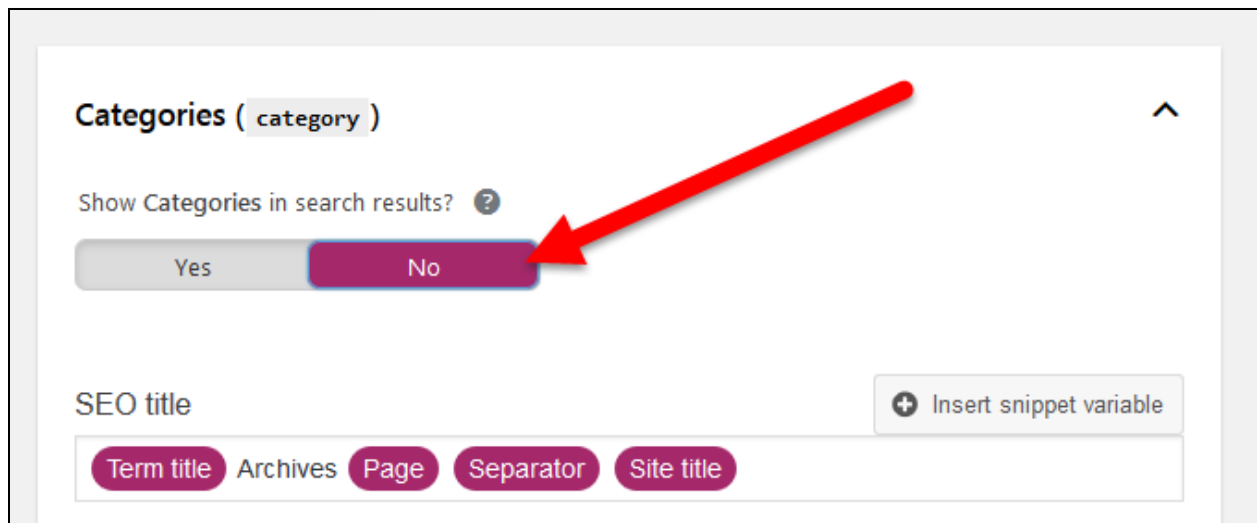 Categories ( category )
Show Categories in search results? ?
Yes No
SEO title
Insert snippet variable
Term title Archives Page Separator Site title